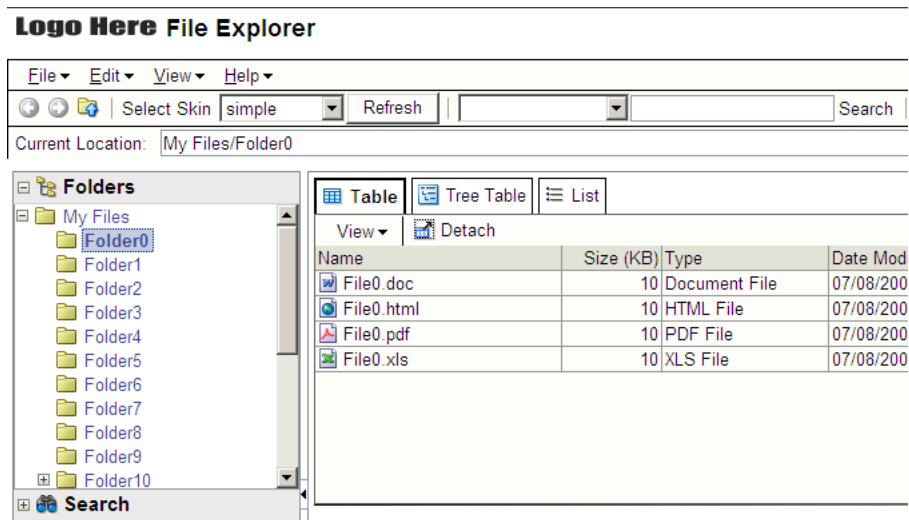 Logo Here File Explorer
File Edit View Help
Select Skin simple Refresh Search
Current Location: My Files/Folder0
Folders
My Files
Folder0
Folder1
Folder2
Folder3
Folder4
Folder5
Folder6
Folder7
Folder8
Folder9
Folder10
Search
Table Tree Table List
View Detach
Name Size (KB) Type Date Mod
File0.doc 10 Document File 07/08/200
File0.html 10 HTML File 07/08/200
File0.pdf 10 PDF File 07/08/200
File0.xls 10 XLS File 07/08/200